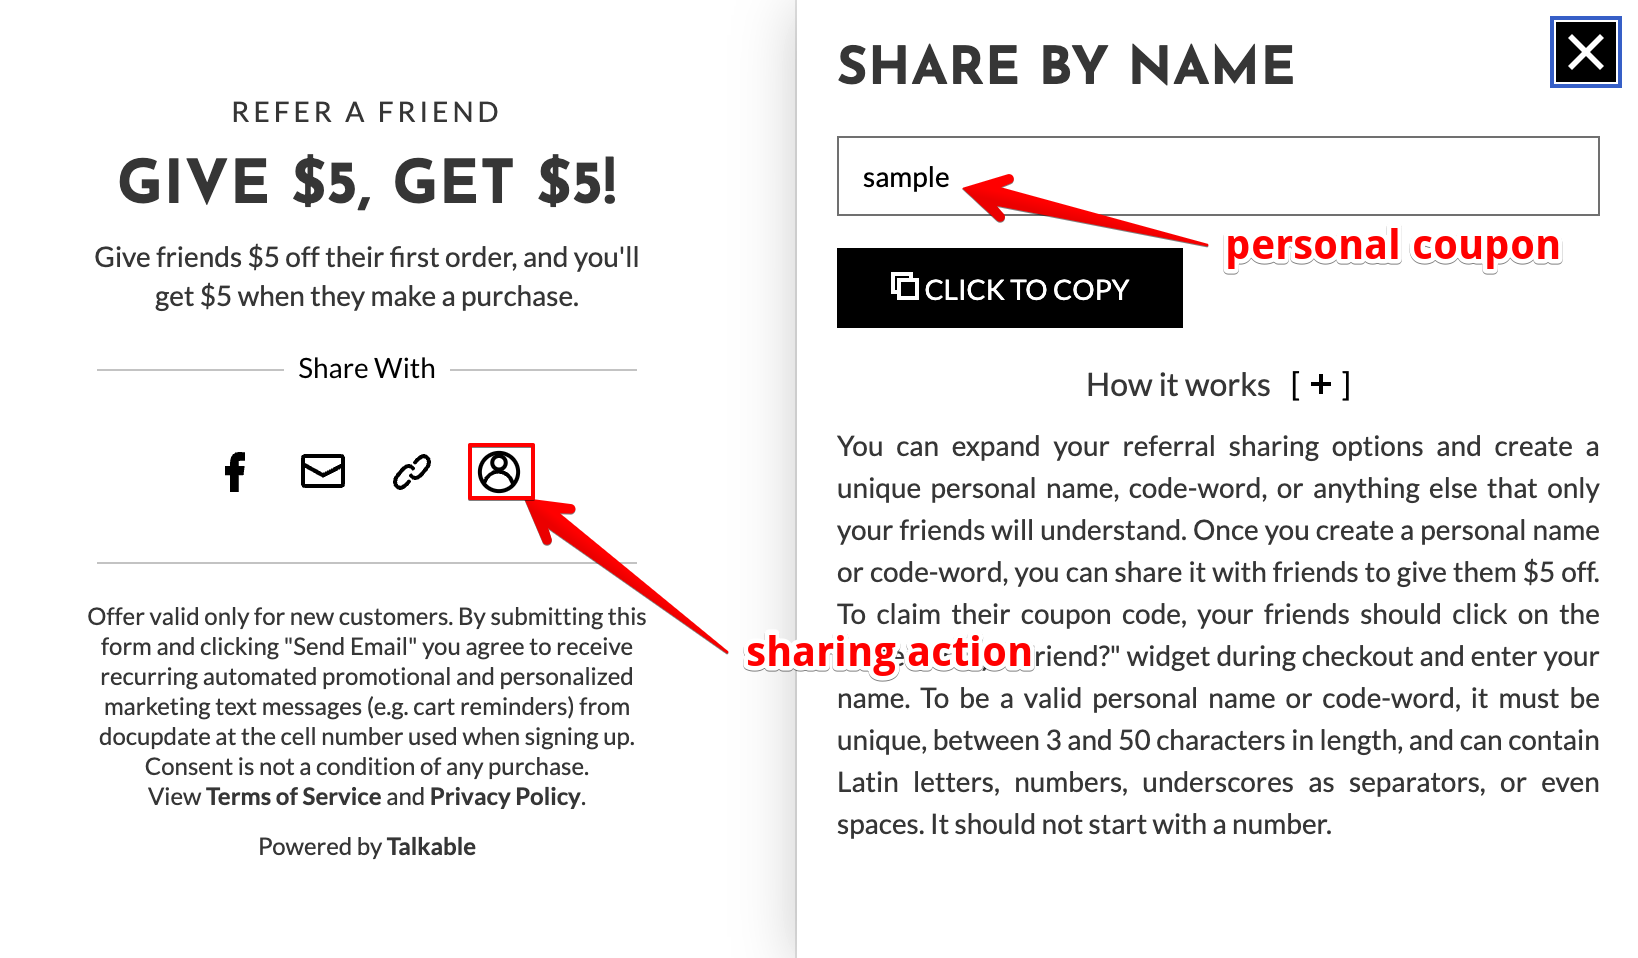 REFER A FRIEND
GIVE $5, GET $5!
Give friends $5 off their first order, and you'll
get $5 when they make a purchase.
Share With
Offer valid only for new customers. By submitting this
form and clicking "Send Email" you agree to receive
recurring automated promotional and personalized
marketing text messages (e.g. cart reminders) from
docupdate at the cell number used when signing up.
Consent is not a condition of any purchase.
View Terms of Service and Privacy Policy.
Powered by Talkable
sharing action
SHARE BY NAME
sample
personal coupon
CLICK TO COPY
How it works [ + ]
You can expand your referral sharing options and create a
unique personal name, code-word, or anything else that only
your friends will understand. Once you create a personal name
or code-word, you can share it with friends to give them $5 off.
To claim their coupon code, your friends should click on the
widget during checkout and enter your
name. To be a valid personal name or code-word, it must be
unique, between 3 and 50 characters in length, and can contain
Latin letters, numbers, underscores as separators, or even
spaces. It should not start with a number.